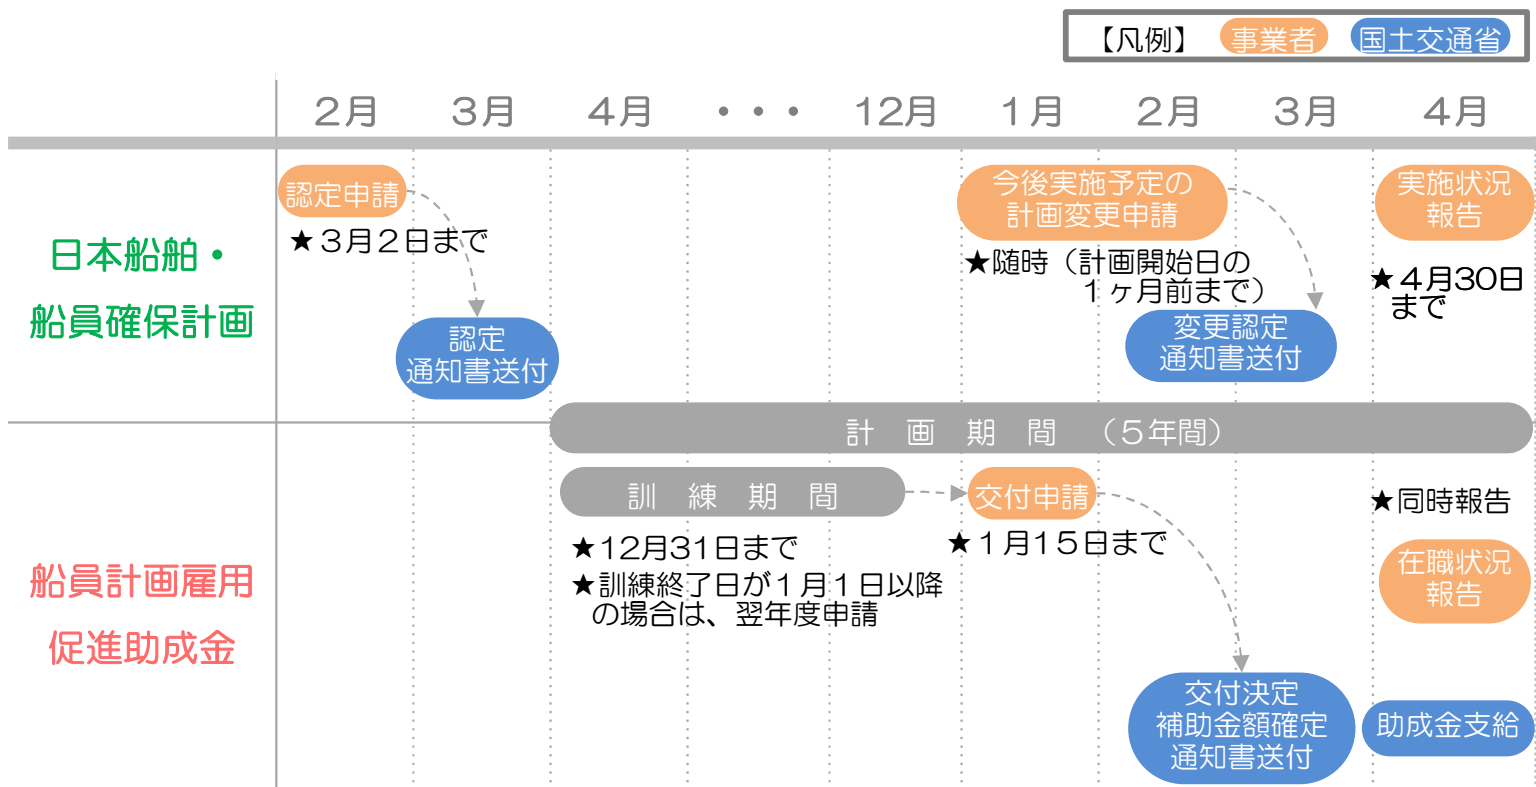 【凡例】 事業者 国土交通省
2月 3月 4月 ・・・ 12月 1月 2月 3月 4月
日本船舶・
船員確保計画
認定申請
★3月2日まで
認定
通知書送付
今後実施予定の
計画変更申請
★随時（計画開始日の
1ヶ月前まで）
変更認定
通知書送付
実施状況
報告
★4月30日
まで
計画期間（5年間）
船員計画雇用
促進助成金
訓練期間
★12月31日まで
★訓練終了日が1月1日以降
の場合は、翌年度申請
交付申請
★1月15日まで
交付決定
補助金額確定
通知書送付
★同時報告
在職状況
報告
助成金支給